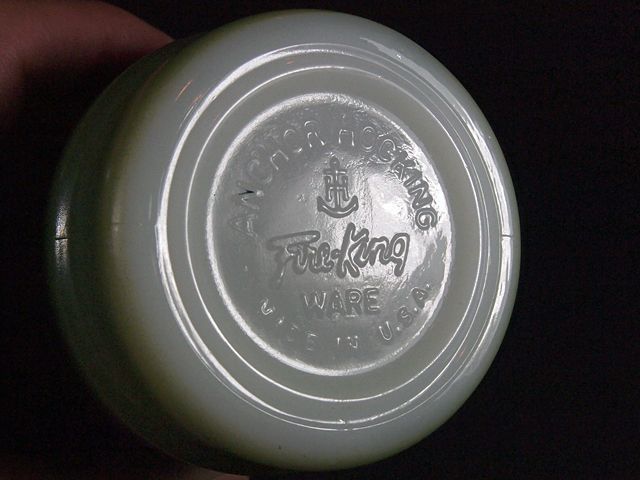 ANCHOR HOCKING
Fire-King
WARE
MADE IN U.S.A.